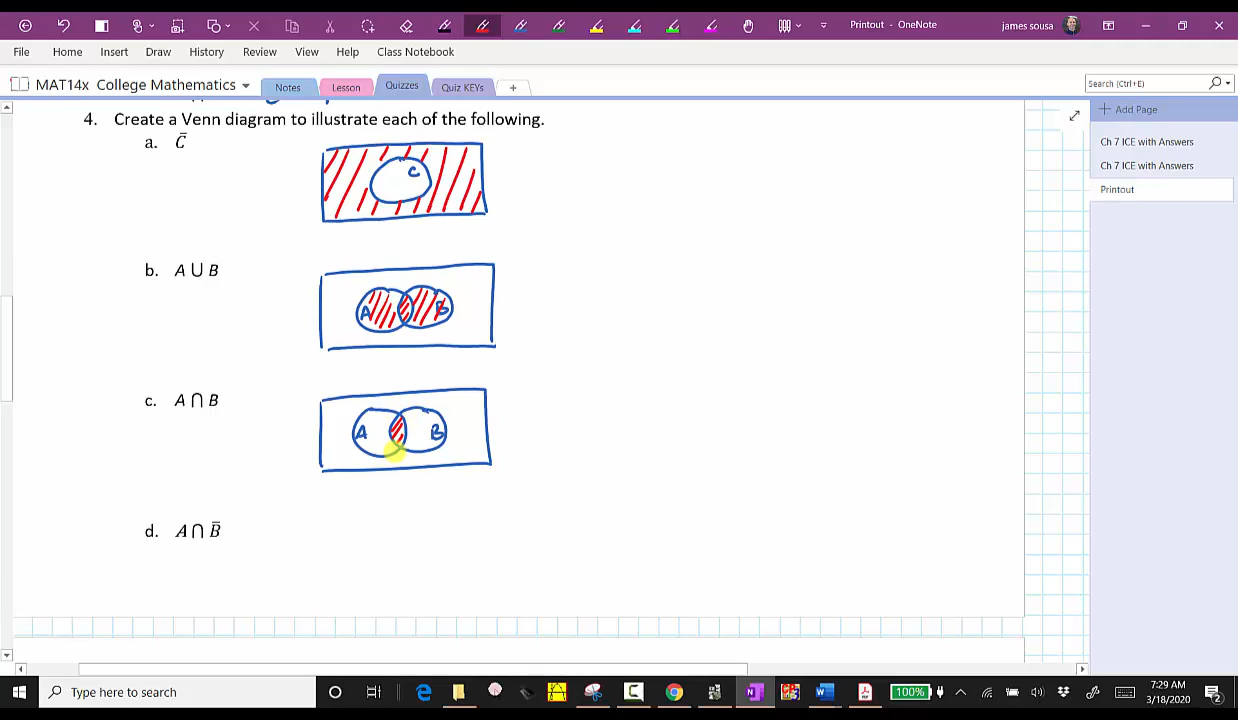 Printout - OneNote
james sousa
File Home Insert Draw History Review View Help Class Notebook
MAT14x College Mathematics Notes Lesson Quizzes Quiz KEYs +
Search (Ctrl+E)
Add Page
Ch 7 ICE with Answers
Ch 7 ICE with Answers
Printout
4. Create a Venn diagram to illustrate each of the following.
a. C̄
C
b. A ∪ B
A B
c. A ∩ B
A B
d. A ∩ B̄
Type here to search
100%
7:29 AM
3/18/2020
2